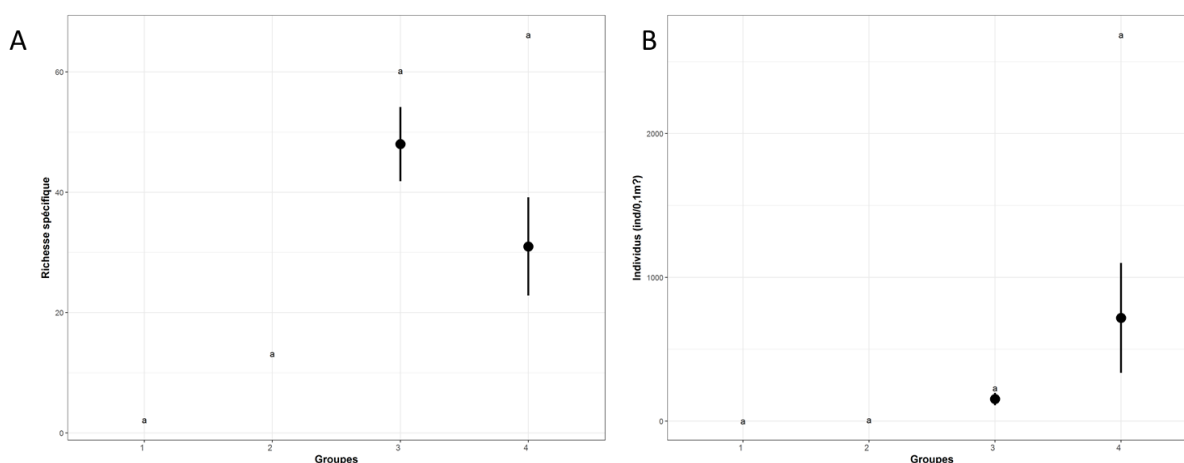 A
Richesse spécifique
60
40
20
0
a
a
a
a
1
2
3
4
Groupes
B
Individus (ind/0,1m?)
2000
1000
0
a
a
a
a
1
2
3
4
Groupes